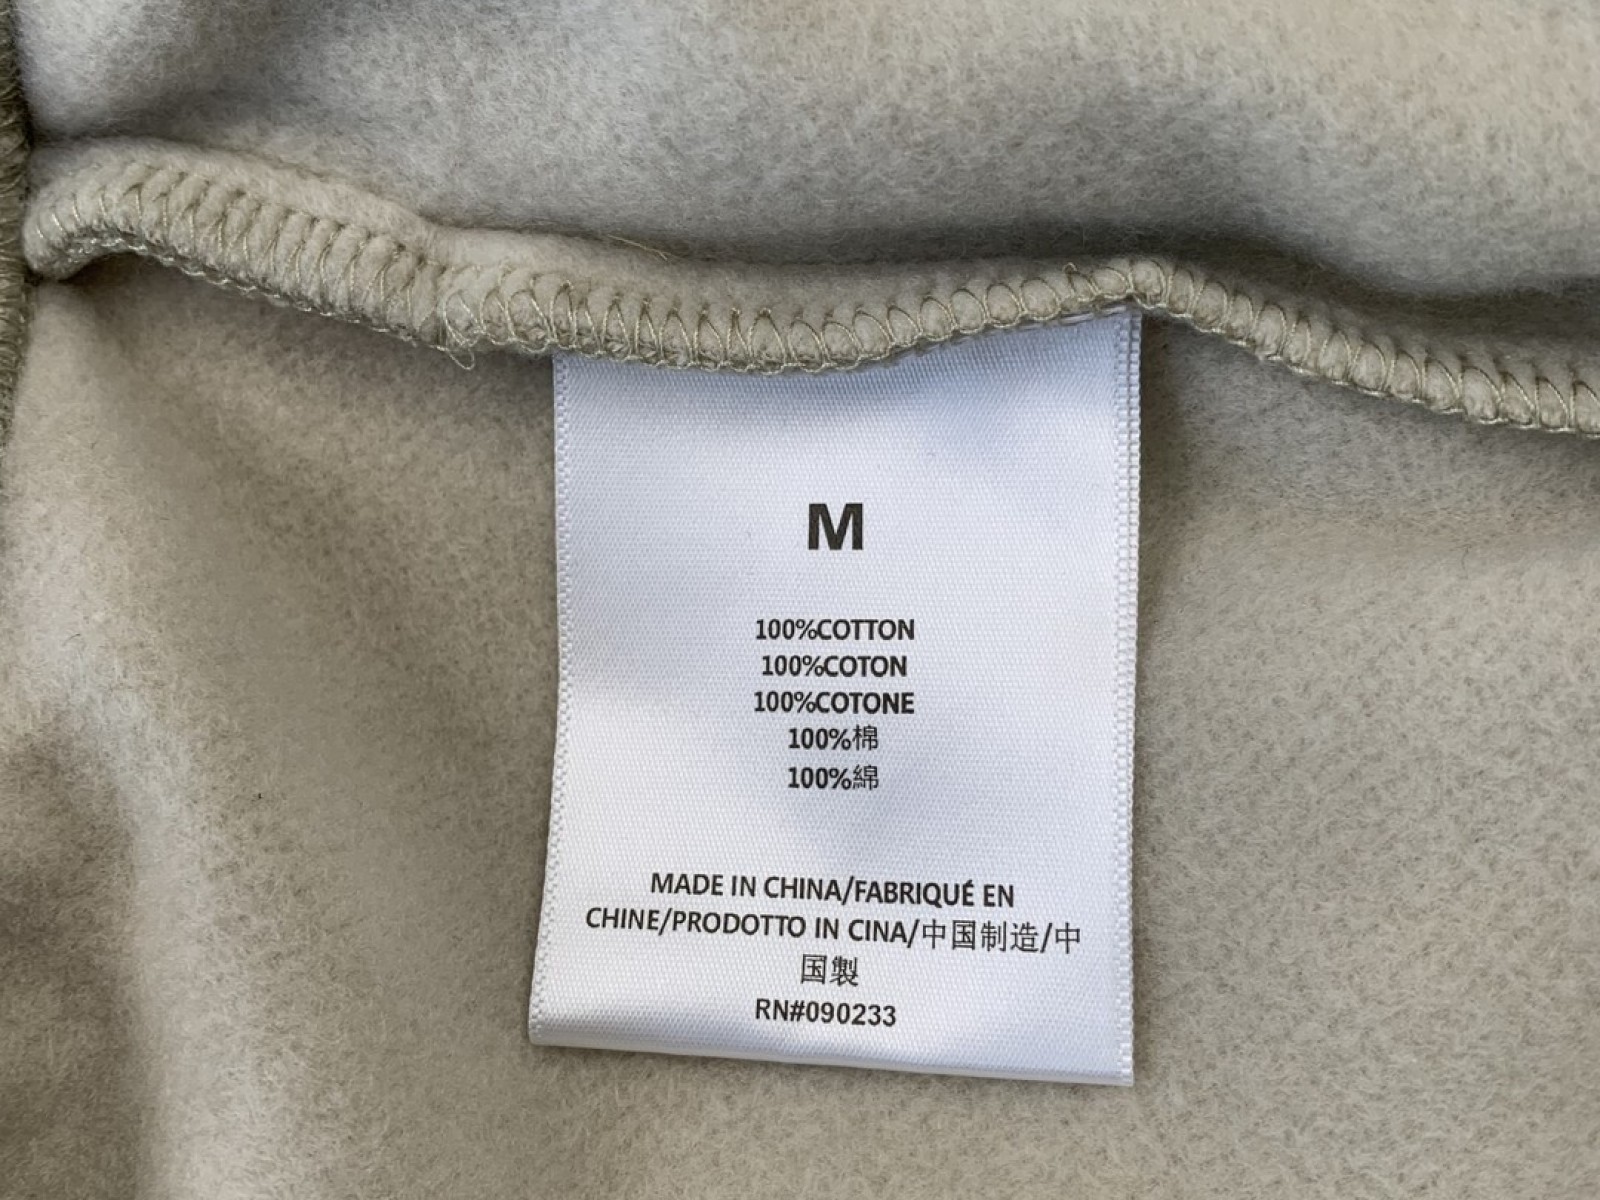 M
100%COTTON
100%COTON
100%COTONE
100%棉
100%綿
MADE IN CHINA/FABRIQUÉ EN
CHINE/PRODOTTO IN CINA/中国制造/中
国製
RN#090233